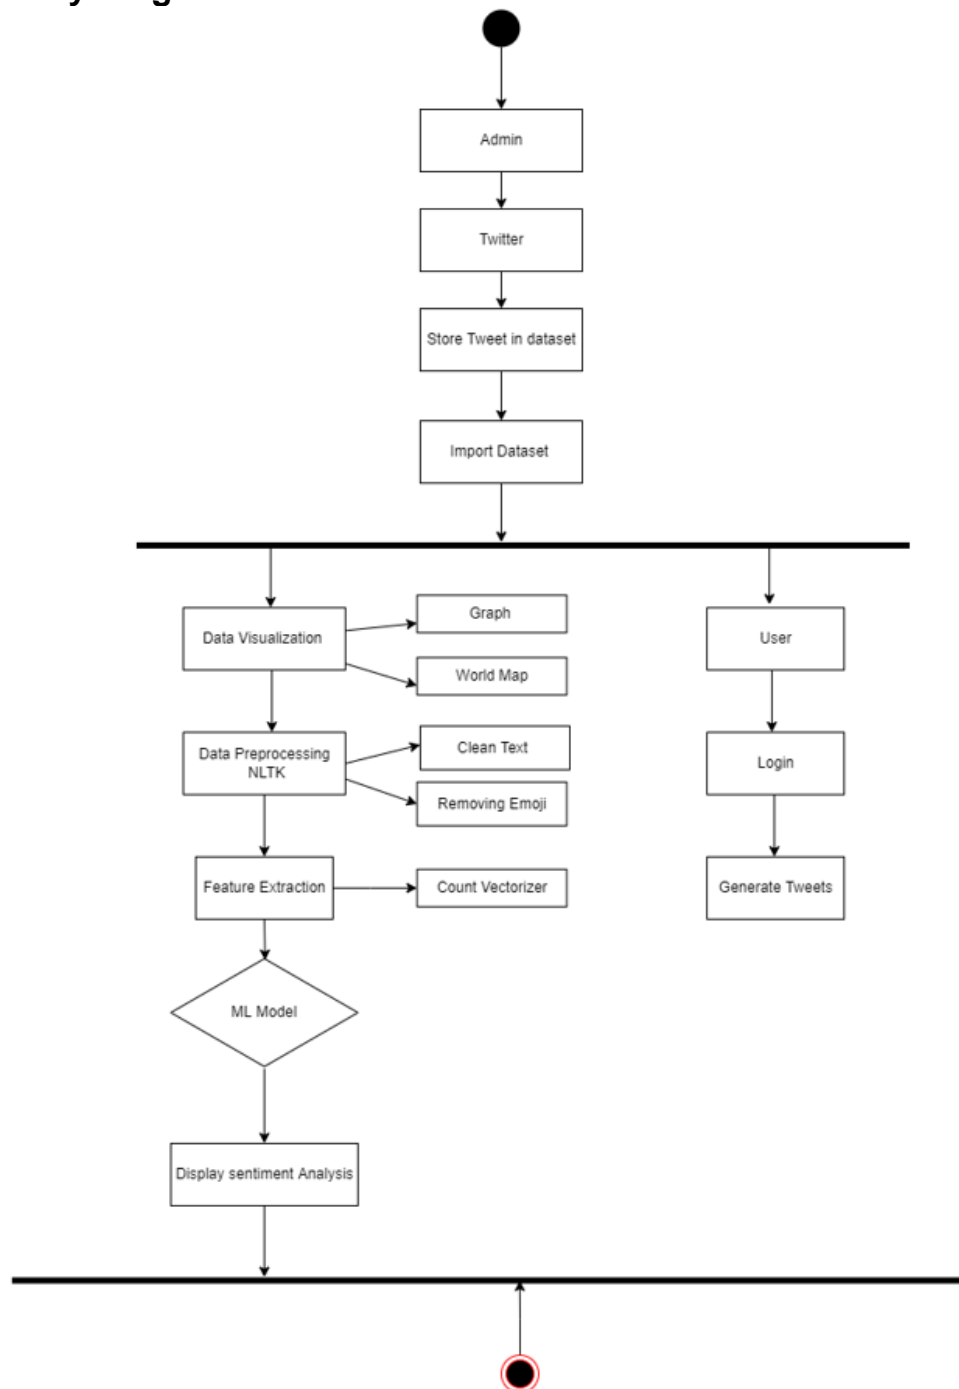 Admin
Twitter
Store Tweet in dataset
Import Dataset
Data Visualization
Graph
World Map
User
Data Preprocessing
NLTK
Clean Text
Removing Emoji
Login
Feature Extraction
Count Vectorizer
Generate Tweets
ML Model
Display sentiment Analysis